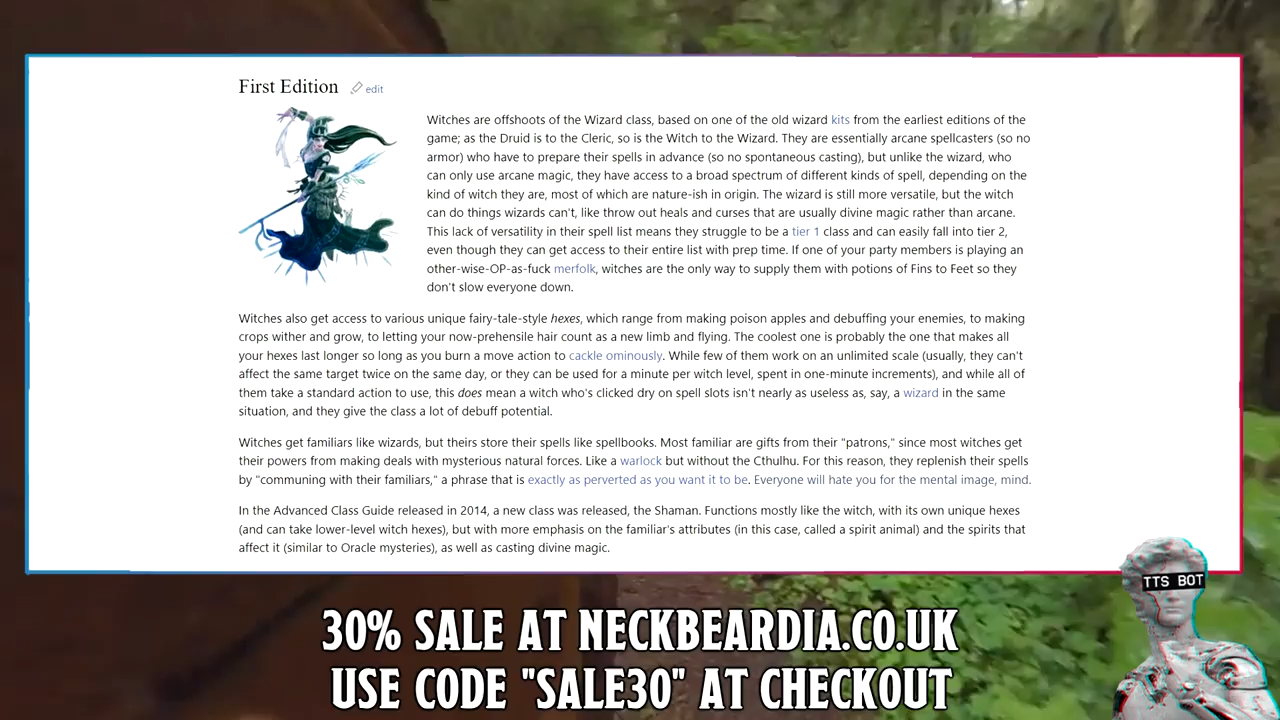 First Edition edit
Witches are offshoots of the Wizard class, based on one of the old wizard kits from the earliest editions of the
game; as the Druid is to the Cleric, so is the Witch to the Wizard. They are essentially arcane spellcasters (so no
armor) who have to prepare their spells in advance (so no spontaneous casting), but unlike the wizard, who
can only use arcane magic, they have access to a broad spectrum of different kinds of spell, depending on the
kind of witch they are, most of which are nature-ish in origin. The wizard is still more versatile, but the witch
can do things wizards can't, like throw out heals and curses that are usually divine magic rather than arcane.
This lack of versatility in their spell list means they struggle to be a tier 1 class and can easily fall into tier 2,
even though they can get access to their entire list with prep time. If one of your party members is playing an
other-wise-OP-as-fuck merfolk, witches are the only way to supply them with potions of Fins to Feet so they
don't slow everyone down.
Witches also get access to various unique fairy-tale-style hexes, which range from making poison apples and debuffing your enemies, to making
crops wither and grow, to letting your now-prehensile hair count as a new limb and flying. The coolest one is probably the one that makes all
your hexes last longer so long as you burn a move action to cackle ominously. While few of them work on an unlimited scale (usually, they can't
affect the same target twice on the same day, or they can be used for a minute per witch level, spent in one-minute increments), and while all of
them take a standard action to use, this does mean a witch who's clicked dry on spell slots isn't nearly as useless as, say, a wizard in the same
situation, and they give the class a lot of debuff potential.
Witches get familiars like wizards, but theirs store their spells like spellbooks. Most familiar are gifts from their "patrons," since most witches get
their powers from making deals with mysterious natural forces. Like a warlock but without the Cthulhu. For this reason, they replenish their spells
by "communing with their familiars," a phrase that is exactly as perverted as you want it to be. Everyone will hate you for the mental image, mind.
In the Advanced Class Guide released in 2014, a new class was released, the Shaman. Functions mostly like the witch, with its own unique hexes
(and can take lower-level witch hexes), but with more emphasis on the familiar's attributes (in this case, called a spirit animal) and the spirits that
affect it (similar to Oracle mysteries), as well as casting divine magic.
TTS BOT
30% SALE AT NECKBEARDIA.CO.UK
USE CODE "SALE30" AT CHECKOUT